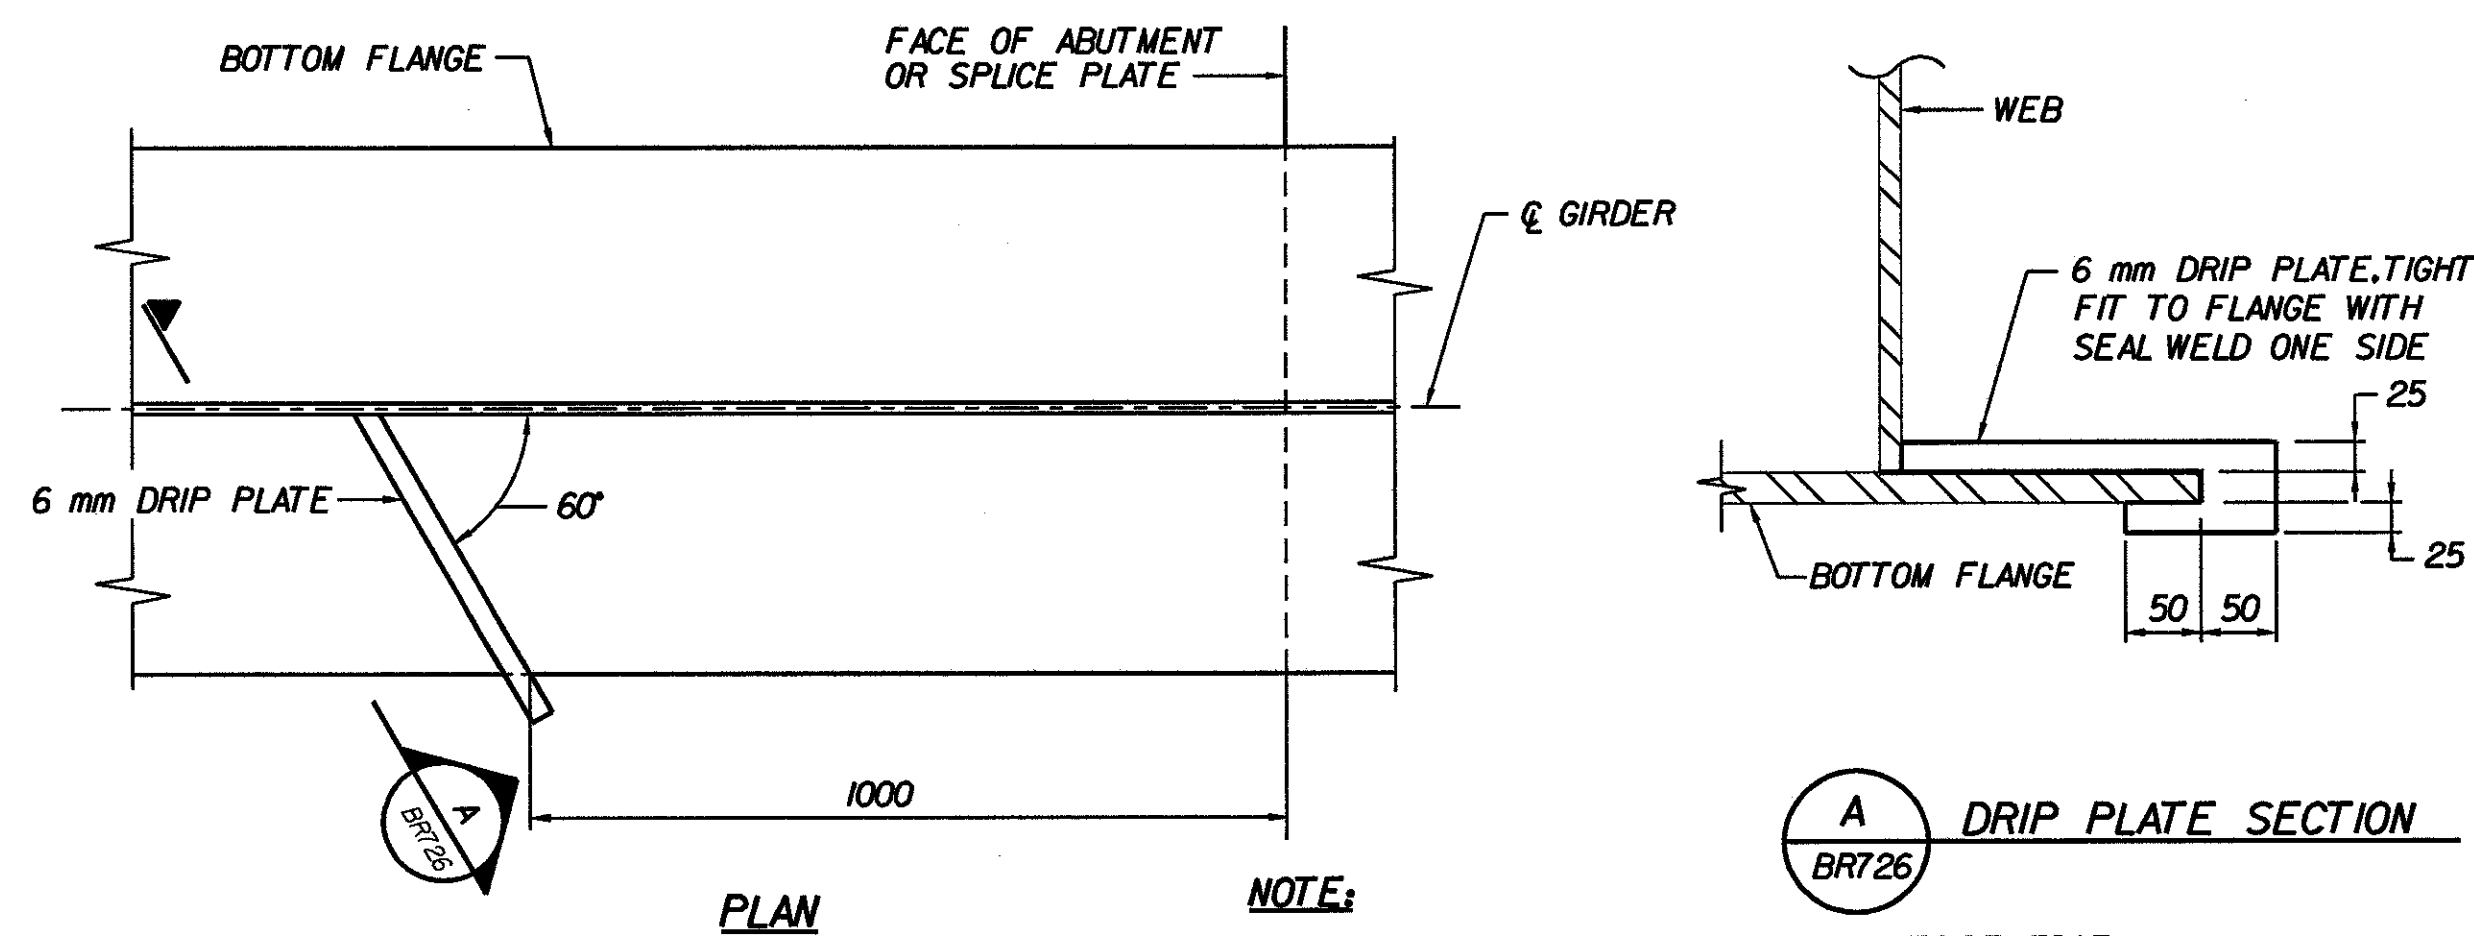 BOTTOM FLANGE
FACE OF ABUTMENT
OR SPLICE PLATE
WEB
℄ GIRDER
6 mm DRIP PLATE, TIGHT
FIT TO FLANGE WITH
SEAL WELD ONE SIDE
25
6 mm DRIP PLATE
60°
25
BOTTOM FLANGE
50 50
1000
A
BR726
A
BR726
DRIP PLATE SECTION
PLAN
NOTE: